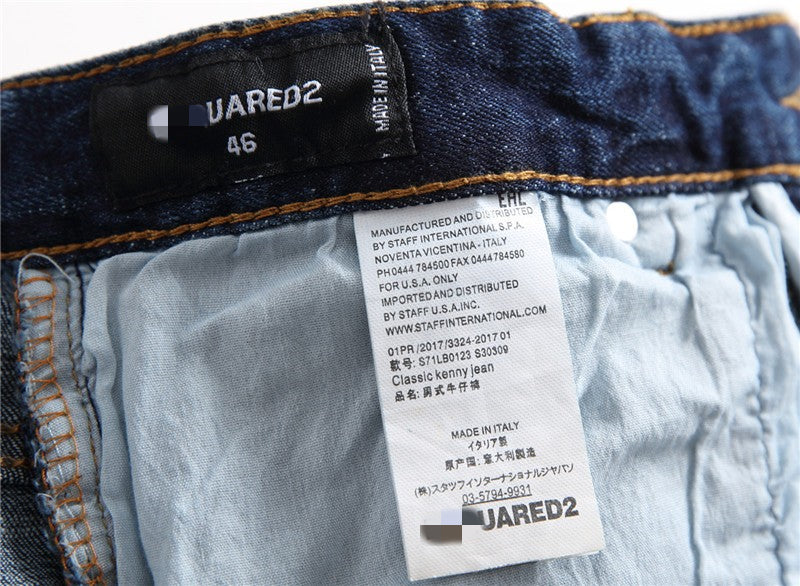 UARED2
46
MADE IN ITALY
EAC
MANUFACTURED AND DISTRIBUTED
BY STAFF INTERNATIONAL S.P.A.
NOVENTA VICENTINA - ITALY
PH 0444 784500 FAX 0444 784580
FOR U.S.A. ONLY
IMPORTED AND DISTRIBUTED
BY STAFF U.S.A.INC.
WWW.STAFFINTERNATIONAL.COM
01PR /2017/3324-2017 01
款号: S71LB0123 S30309
Classic kenny jean
品名: 男式牛仔裤
MADE IN ITALY
イタリア製
原产国: 意大利製造
(株)スタッフインターナショナルジャパン
03-5794-9931
UARED2